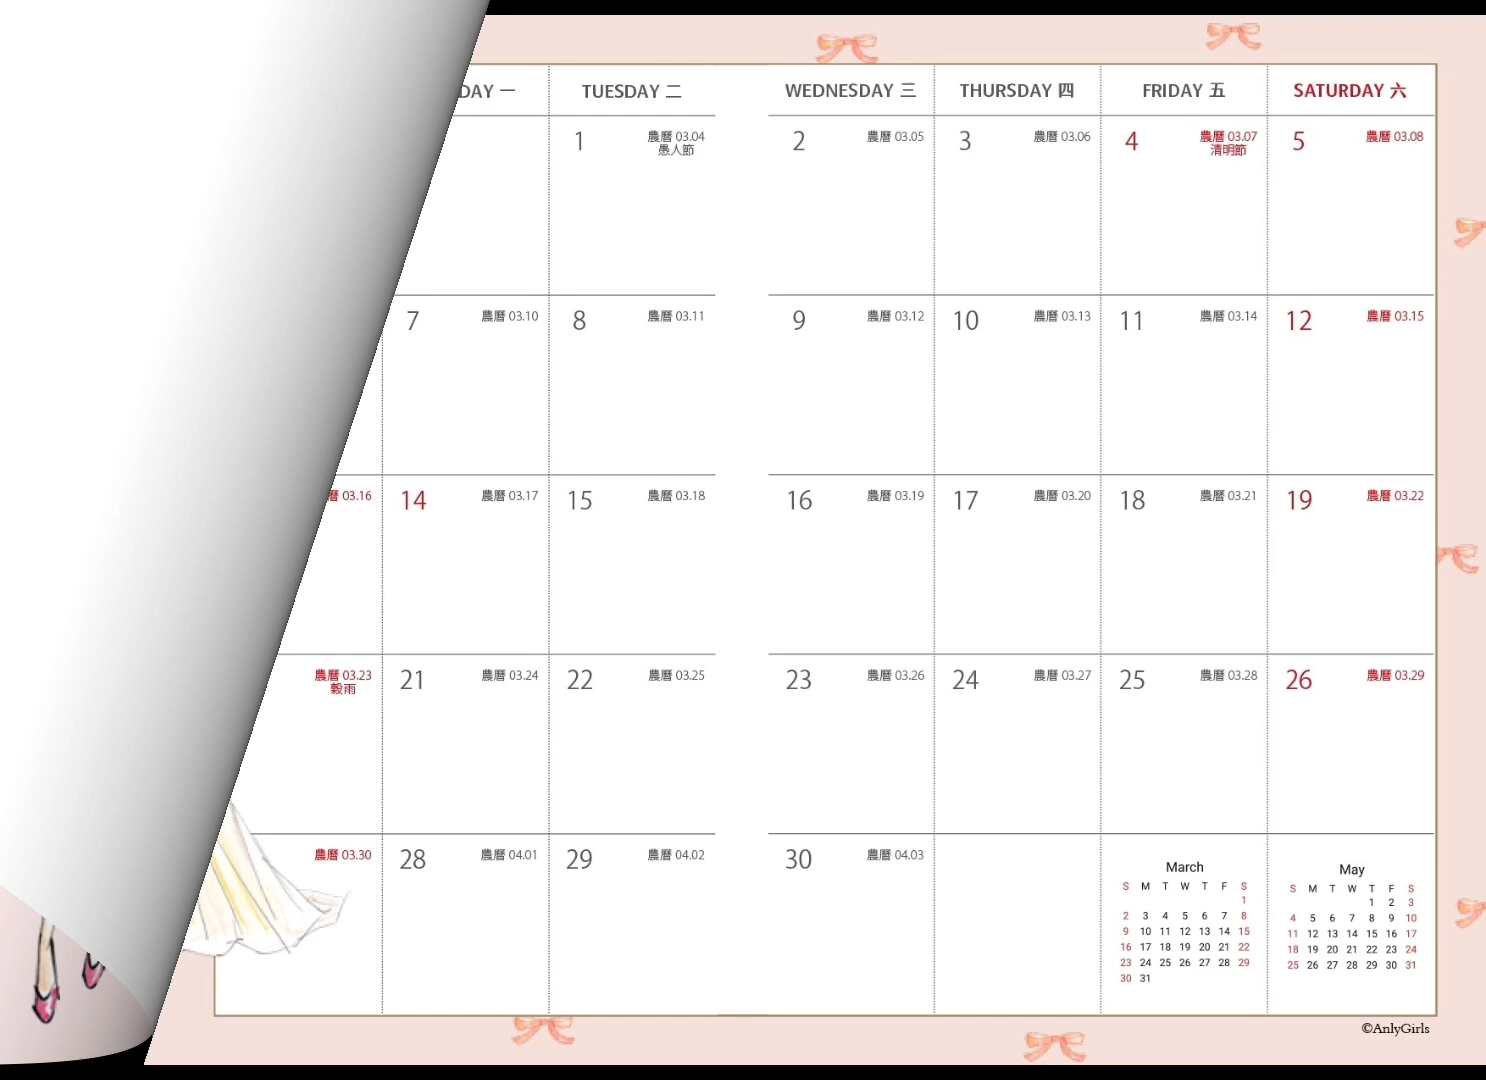 DAY 一
TUESDAY 二
WEDNESDAY 三
THURSDAY 四
FRIDAY 五
SATURDAY 六
1 農曆 03.04
愚人節
2 農曆 03.05
3 農曆 03.06
4 農曆 03.07
清明節
5 農曆 03.08
7 農曆 03.10
8 農曆 03.11
9 農曆 03.12
10 農曆 03.13
11 農曆 03.14
12 農曆 03.15
曆 03.16
14 農曆 03.17
15 農曆 03.18
16 農曆 03.19
17 農曆 03.20
18 農曆 03.21
19 農曆 03.22
農曆 03.23
穀雨
21 農曆 03.24
22 農曆 03.25
23 農曆 03.26
24 農曆 03.27
25 農曆 03.28
26 農曆 03.29
農曆 03.30
28 農曆 04.01
29 農曆 04.02
30 農曆 04.03
March
S M T W T F S
1
2 3 4 5 6 7 8
9 10 11 12 13 14 15
16 17 18 19 20 21 22
23 24 25 26 27 28 29
30 31
May
S M T W T F S
1 2 3
4 5 6 7 8 9 10
11 12 13 14 15 16 17
18 19 20 21 22 23 24
25 26 27 28 29 30 31
©AnlyGirls